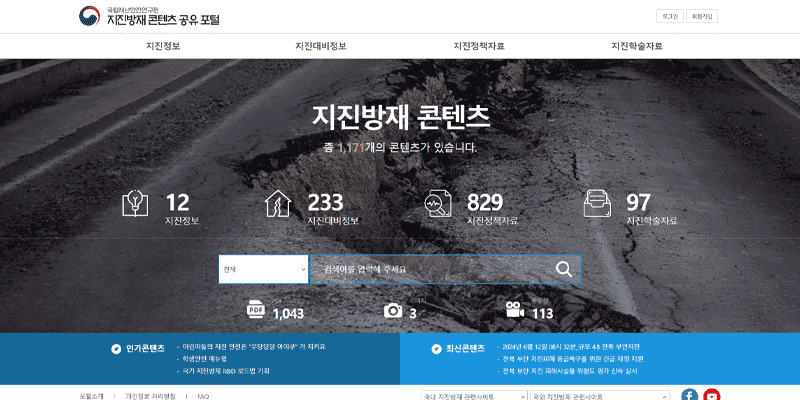 국립재난안전연구원
지진방재 콘텐츠 공유 포털
로그인
회원가입
지진정보
지진대비정보
지진정책자료
지진학술자료
지진방재 콘텐츠
총 1,171개의 콘텐츠가 있습니다.
12
지진정보
233
지진대비정보
829
지진정책자료
97
지진학술자료
전체
검색어를 입력해 주세요
PDF
1,043
이미지
3
동영상
113
인기콘텐츠
· 어린이들의 지진 안전은 "우당탕탕 아이쿠" 가 지켜요
· 학생안전 매뉴얼
· 국가 지진방재 R&D 로드맵 기획
최신콘텐츠
· 2024년 6월 12일 08시 32분_규모 4.8 전북 부안지진
· 전북 부안 지진피해 응급복구를 위한 긴급 재정 지원
· 전북 부안 지진 피해시설물 위험도 평가 신속 실시
포털소개
개인정보 처리방침
FAQ
국내 지진방재 관련사이트
국외 지진방재 관련사이트